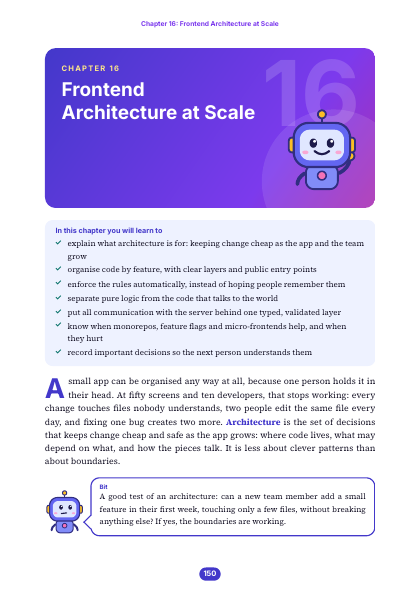 Chapter 16: Frontend Architecture at Scale
CHAPTER 16
16
Frontend
Architecture at Scale
In this chapter you will learn to
explain what architecture is for: keeping change cheap as the app and the team
grow
organise code by feature, with clear layers and public entry points
enforce the rules automatically, instead of hoping people remember them
separate pure logic from the code that talks to the world
put all communication with the server behind one typed, validated layer
know when monorepos, feature flags and micro-frontends help, and when
they hurt
record important decisions so the next person understands them
A small app can be organised any way at all, because one person holds it in
their head. At fifty screens and ten developers, that stops working: every
change touches files nobody understands, two people edit the same file every
day, and fixing one bug creates two more. Architecture is the set of decisions
that keeps change cheap and safe as the app grows: where code lives, what may
depend on what, and how the pieces talk. It is less about clever patterns than
about boundaries.
Bit
A good test of an architecture: can a new team member add a small
feature in their first week, touching only a few files, without breaking
anything else? If yes, the boundaries are working.
150